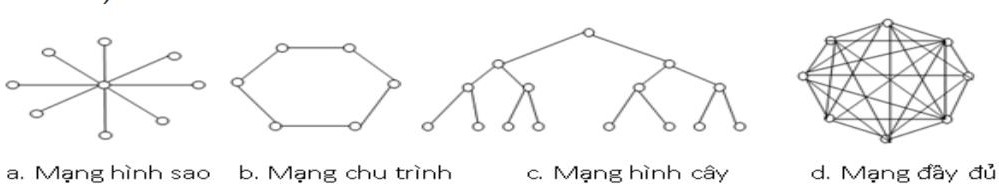 a. Mạng hình sao b. Mạng chu trình c. Mạng hình cây d. Mạng đầy đủ